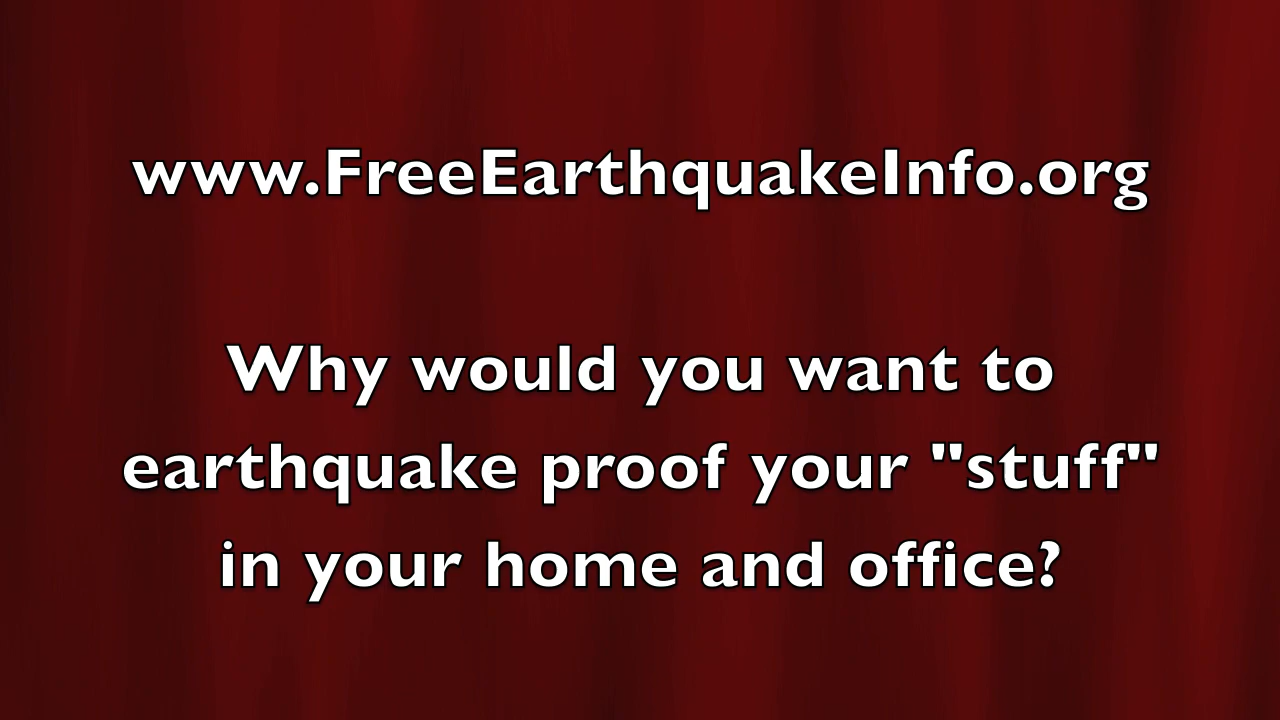 www.FreeEarthquakeInfo.org
Why would you want to
earthquake proof your "stuff"
in your home and office?